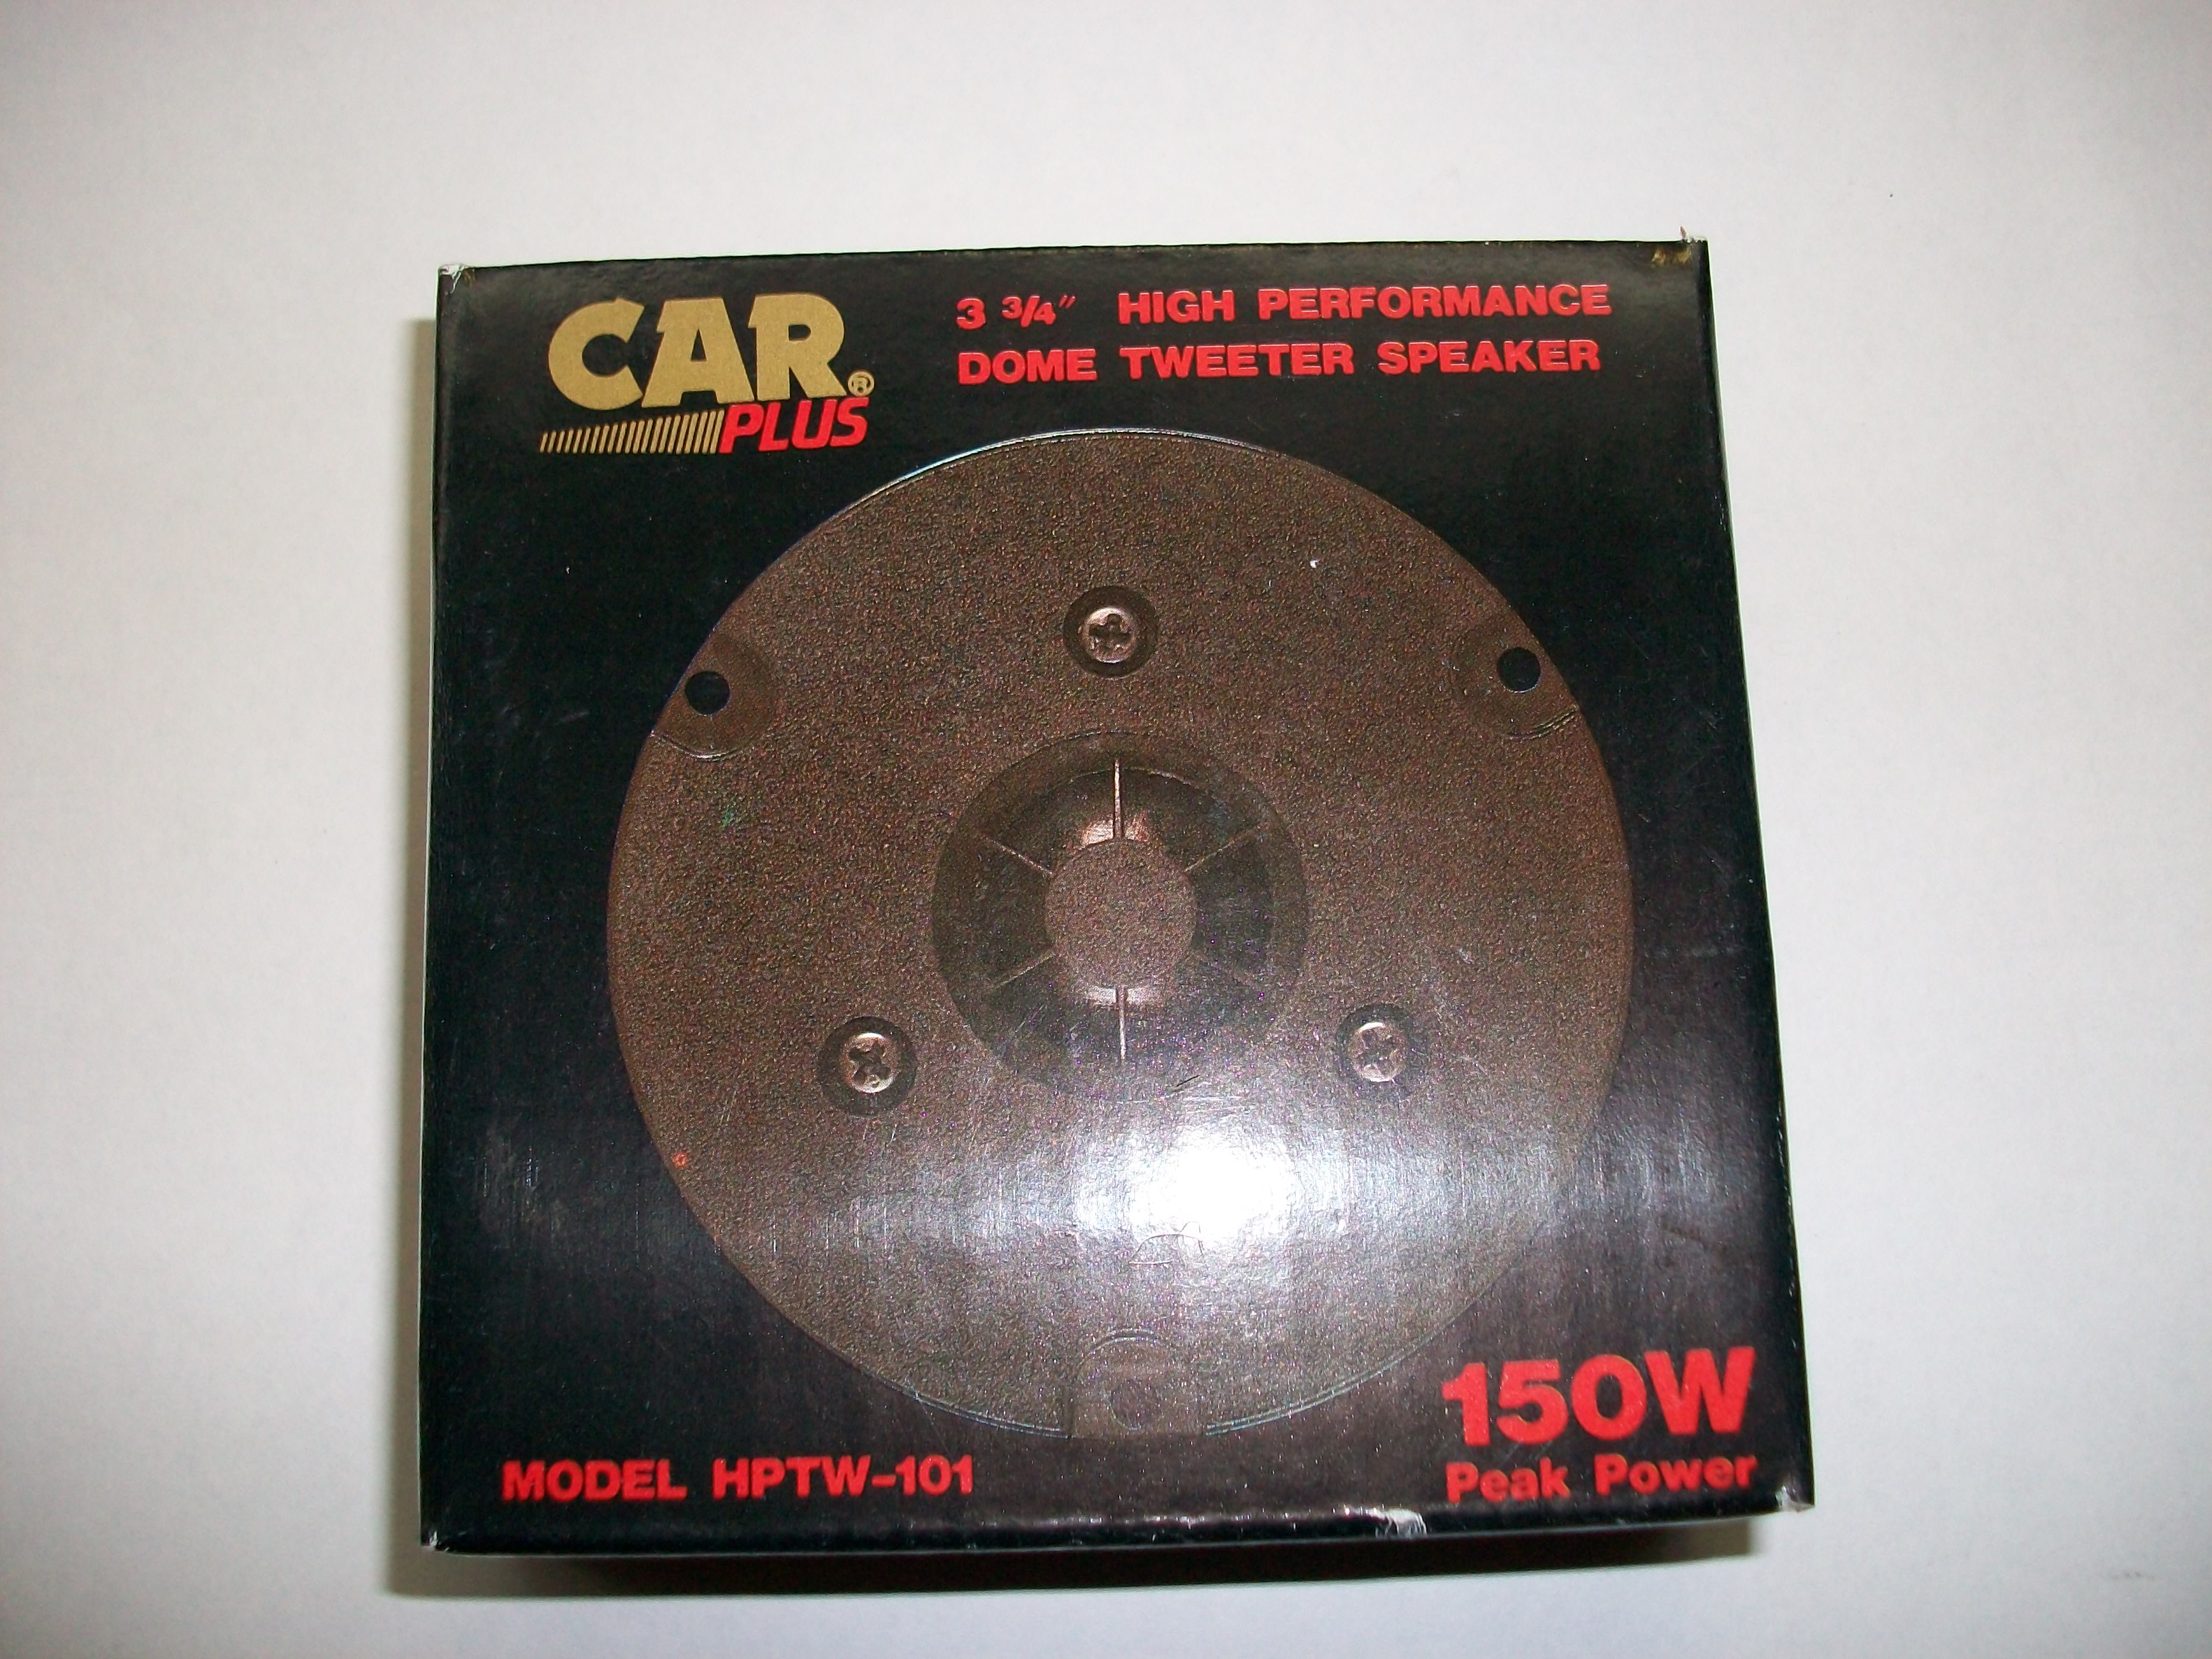 CAR®
PLUS
3 3/4" HIGH PERFORMANCE
DOME TWEETER SPEAKER
MODEL HPTW-101
150W
Peak Power